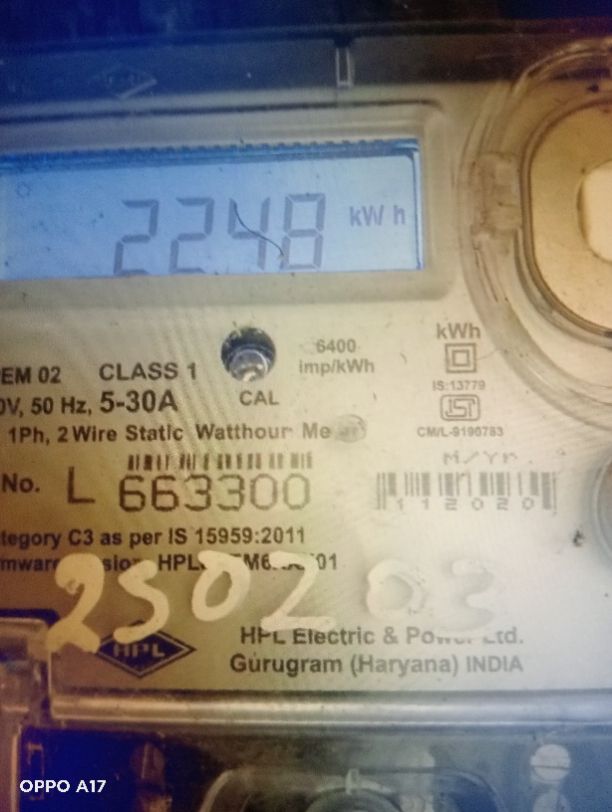 2248 kWh
6400
imp/kWh
kWh
EM 02 CLASS 1
IS:13779
0V, 50 Hz, 5-30A
CAL
1Ph, 2 Wire Static Watthour Me
CM/L-9190783
M/Yr.
No. L 663300
112020
tegory C3 as per IS 15959:2011
01
250203
HPL
HPL Electric & Power Ltd.
Gurugram (Haryana) INDIA
OPPO A17